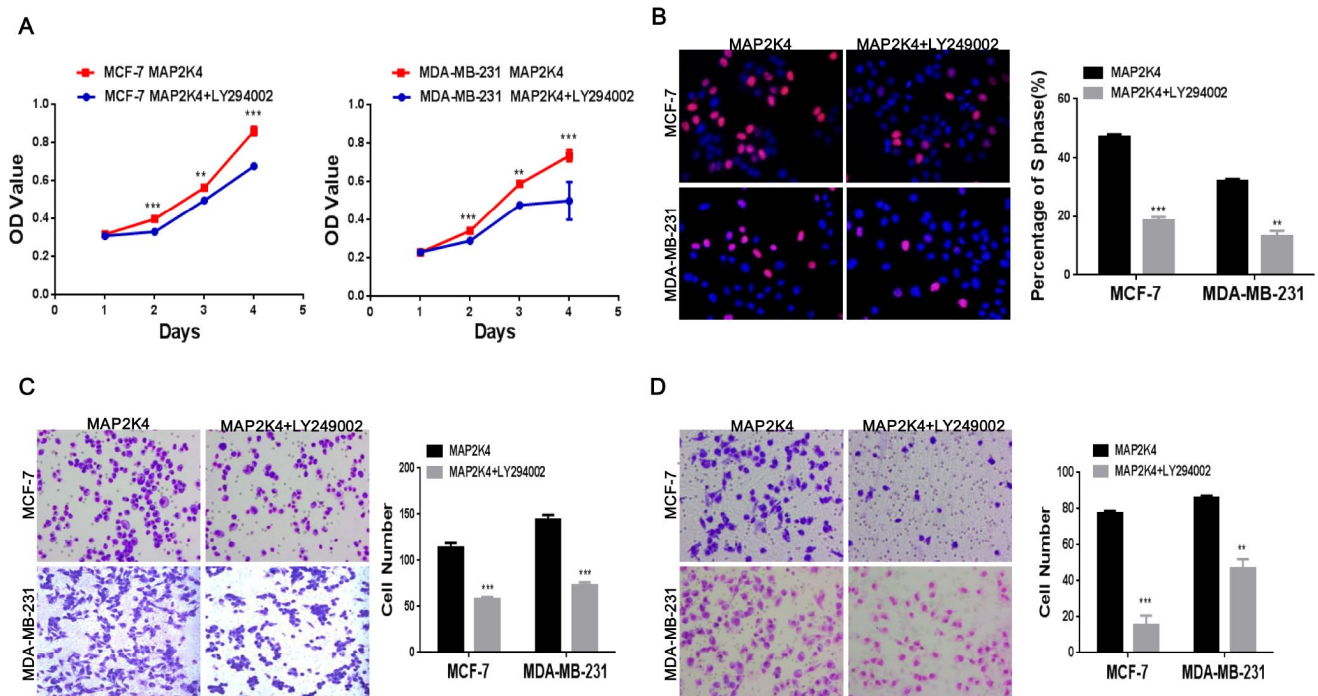 A
MCF-7 MAP2K4
MCF-7 MAP2K4+LY294002
OD Value
1.0
0.8
0.6
0.4
0.2
0.0
0 1 2 3 4 5
Days
***
**
***
MDA-MB-231 MAP2K4
MDA-MB-231 MAP2K4+LY294002
OD Value
1.0
0.8
0.6
0.4
0.2
0.0
0 1 2 3 4 5
Days
***
**
***
B
MAP2K4 MAP2K4+LY249002
MCF-7
MDA-MB-231
MAP2K4
MAP2K4+LY294002
Percentage of S phase(%)
60
40
20
0
***
**
MCF-7 MDA-MB-231
C
MAP2K4 MAP2K4+LY249002
MCF-7
MDA-MB-231
MAP2K4
MAP2K4+LY294002
Cell Number
150
100
50
0
200
***
***
MCF-7 MDA-MB-231
D
MAP2K4 MAP2K4+LY249002
MCF-7
MDA-MB-231
MAP2K4
MAP2K4+LY294002
Cell Number
100
80
60
40
20
0
***
**
MCF-7 MDA-MB-231